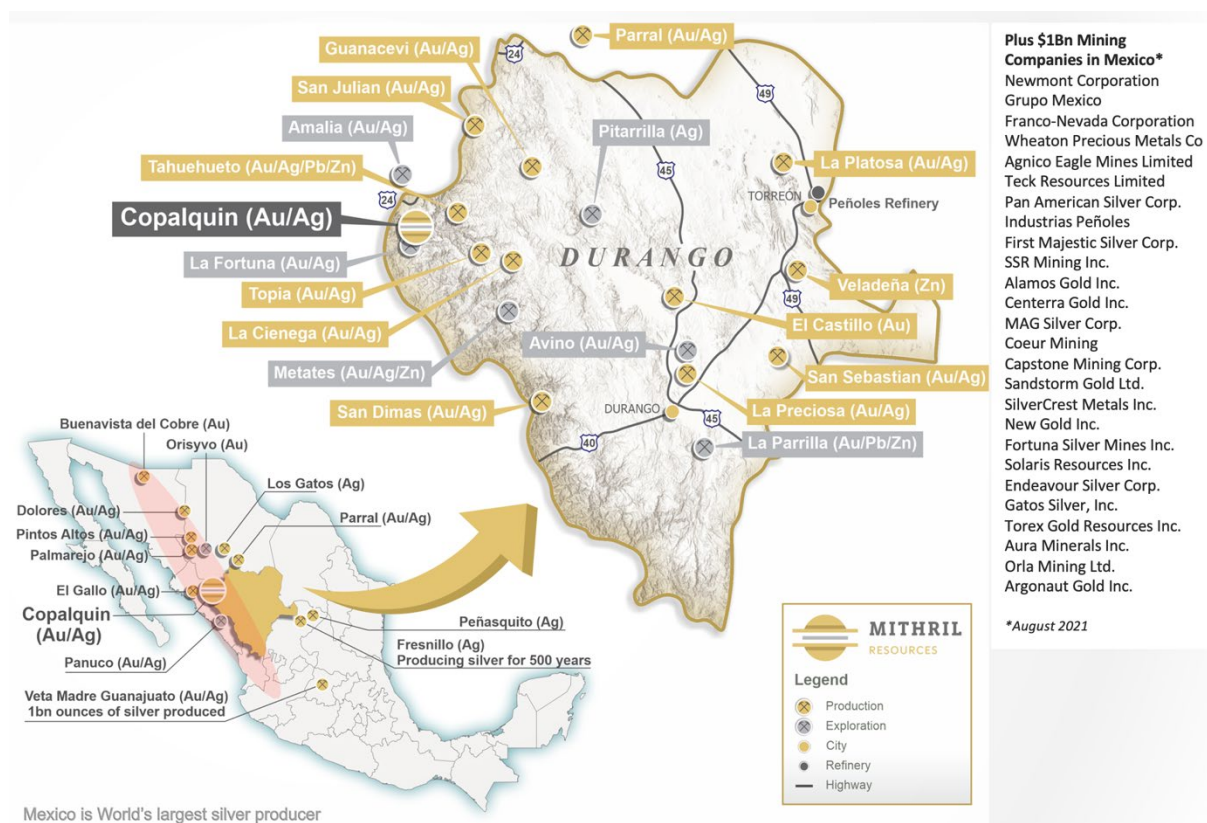 Parral (Au/Ag)
Guanacevi (Au/Ag)
24
San Julian (Au/Ag)
49
Amalia (Au/Ag)
Pitarrilla (Ag)
Tahuehueto (Au/Ag/Pb/Zn)
45
La Platosa (Au/Ag)
24
TORREÓN
Peñoles Refinery
Copalquin (Au/Ag)
La Fortuna (Au/Ag)
DURANGO
Topia (Au/Ag)
Veladeña (Zn)
49
La Cienega (Au/Ag)
El Castillo (Au)
Avino (Au/Ag)
Metates (Au/Ag/Zn)
San Sebastian (Au/Ag)
San Dimas (Au/Ag)
DURANGO
La Preciosa (Au/Ag)
45
40
La Parrilla (Au/Pb/Zn)
Buenavista del Cobre (Au)
Orisyvo (Au)
Los Gatos (Ag)
Dolores (Au/Ag)
Parral (Au/Ag)
Pintos Altos (Au/Ag)
Palmarejo (Au/Ag)
El Gallo (Au/Ag)
Copalquin
(Au/Ag)
Peñasquito (Ag)
Fresnillo (Ag)
Producing silver for 500 years
Panuco (Au/Ag)
Veta Madre Guanajuato (Au/Ag)
1bn ounces of silver produced
Mexico is World's largest silver producer
MITHRIL
RESOURCES
Legend
Production
Exploration
City
Refinery
Highway
Plus $1Bn Mining
Companies in Mexico*
Newmont Corporation
Grupo Mexico
Franco-Nevada Corporation
Wheaton Precious Metals Co
Agnico Eagle Mines Limited
Teck Resources Limited
Pan American Silver Corp.
Industrias Peñoles
First Majestic Silver Corp.
SSR Mining Inc.
Alamos Gold Inc.
Centerra Gold Inc.
MAG Silver Corp.
Coeur Mining
Capstone Mining Corp.
Sandstorm Gold Ltd.
SilverCrest Metals Inc.
New Gold Inc.
Fortuna Silver Mines Inc.
Solaris Resources Inc.
Endeavour Silver Corp.
Gatos Silver, Inc.
Torex Gold Resources Inc.
Aura Minerals Inc.
Orla Mining Ltd.
Argonaut Gold Inc.
*August 2021